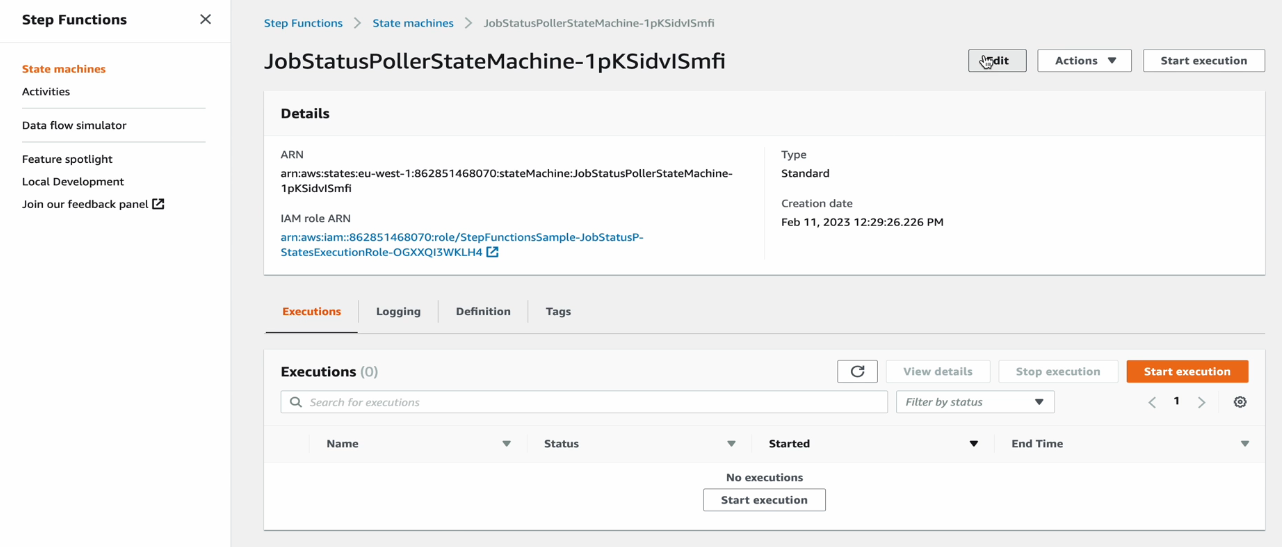 Step Functions
State machines
Activities
Data flow simulator
Feature spotlight
Local Development
Join our feedback panel
Step Functions State machines JobStatusPollerStateMachine-1pKSidvISmfi
JobStatusPollerStateMachine-1pKSidvISmfi
Actions Start execution
Details
ARN
arn:aws:states:eu-west-1:862851468070:stateMachine:JobStatusPollerStateMachine-
1pKSidvISmfi
IAM role ARN
arn:aws:iam::862851468070:role/StepFunctionsSample-JobStatusP-
StatesExecutionRole-OGXXQI3WKLH4
Type
Standard
Creation date
Feb 11, 2023 12:29:26.226 PM
Executions Logging Definition Tags
Executions (0)
View details Stop execution Start execution
Search for executions Filter by status 1
Name Status Started End Time
No executions
Start execution